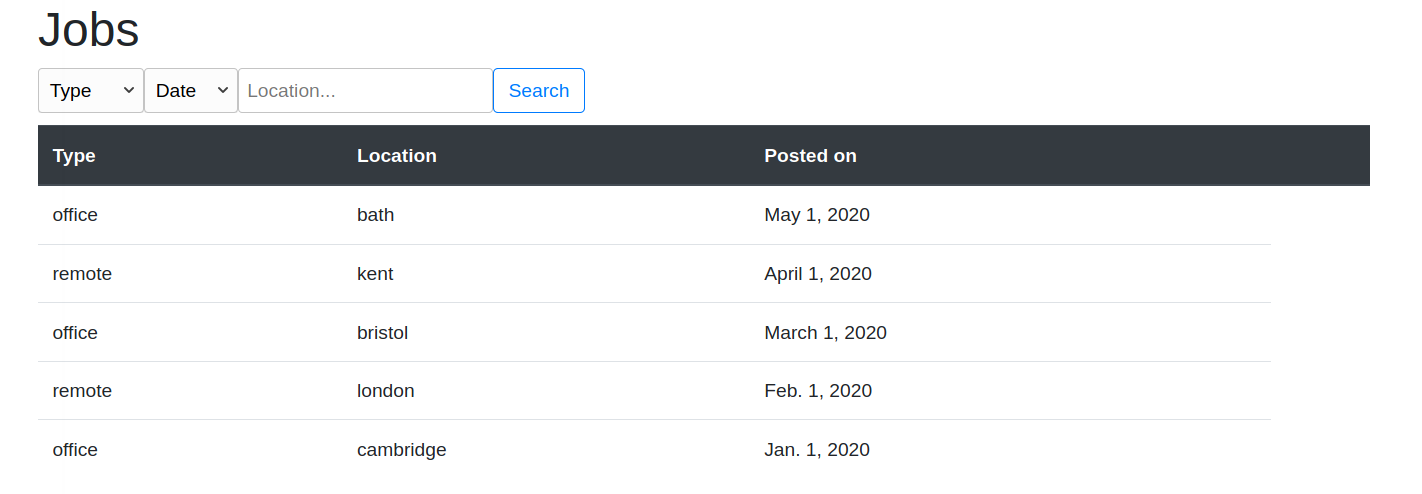 Jobs
Type Date Location... Search
Type Location Posted on
office bath May 1, 2020
remote kent April 1, 2020
office bristol March 1, 2020
remote london Feb. 1, 2020
office cambridge Jan. 1, 2020